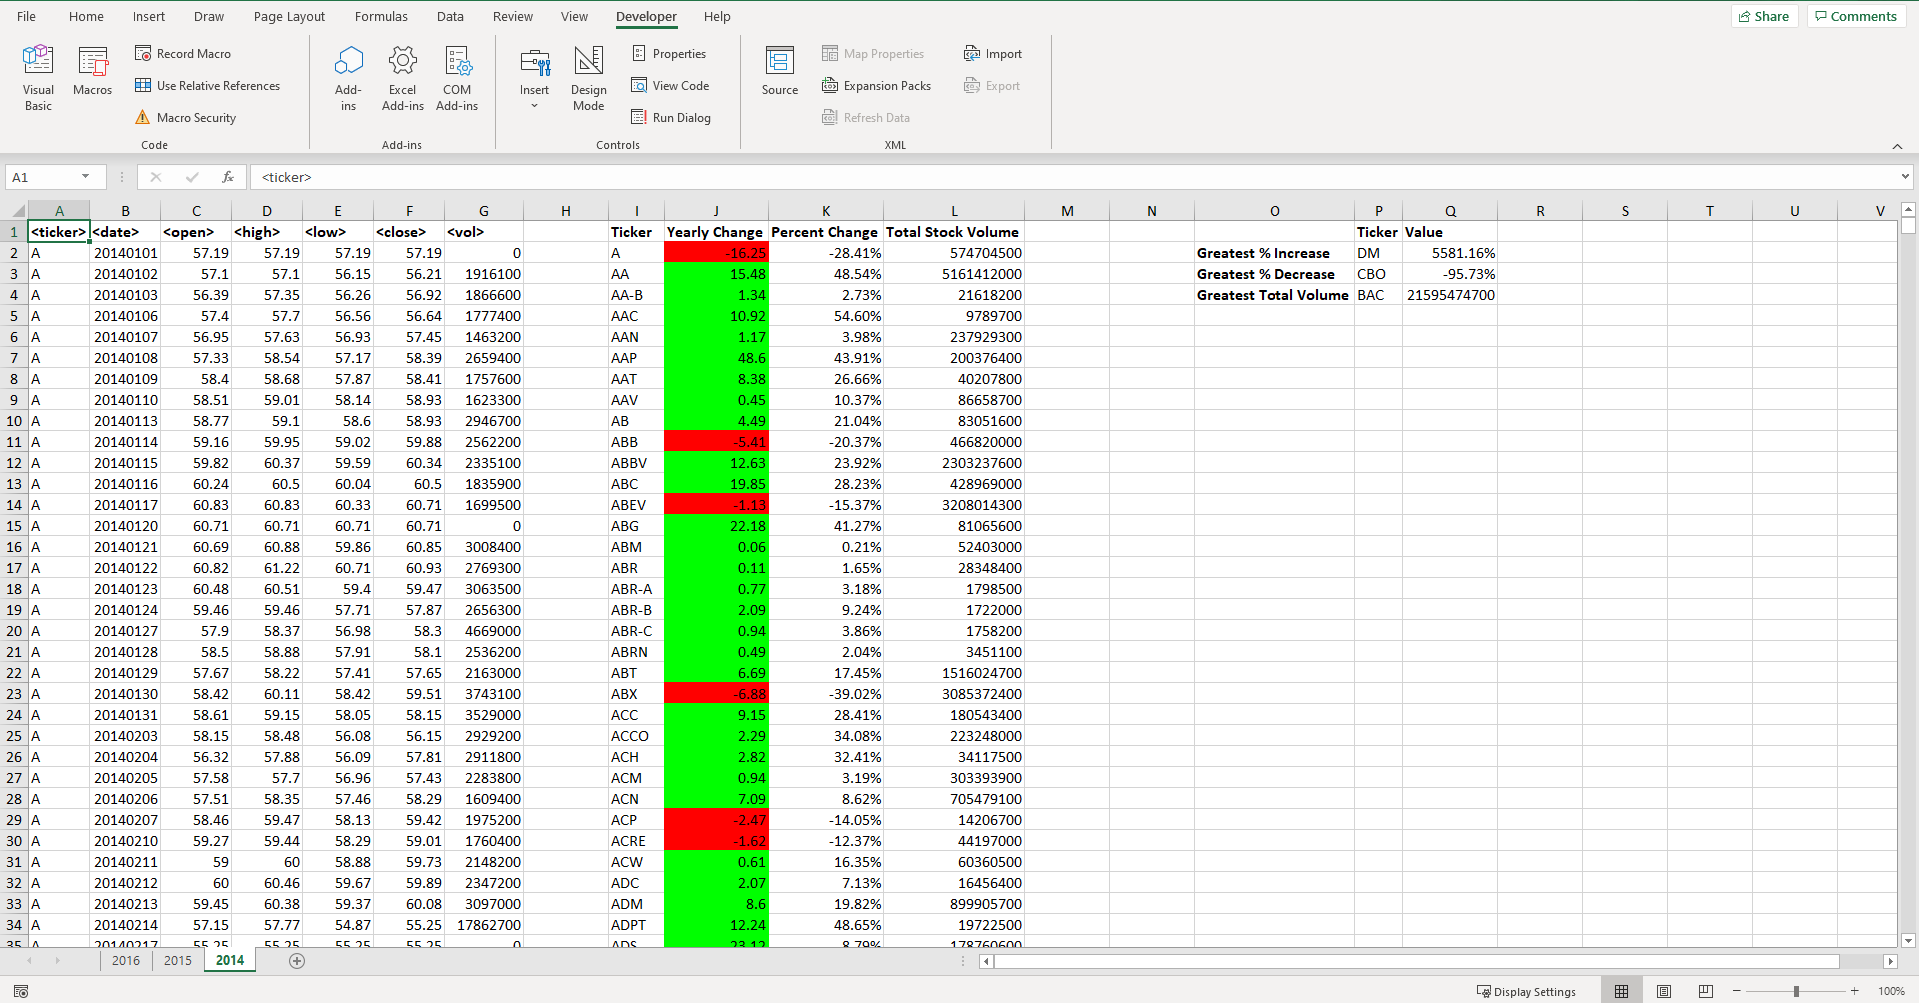 File Home Insert Draw Page Layout Formulas Data Review View Developer Help Share Comments
Visual Basic Macros Record Macro Use Relative References Macro Security
Add-ins Excel Add-ins COM Add-ins
Insert Design Mode Properties View Code Run Dialog
Source Map Properties Expansion Packs Refresh Data Import Export
Code Add-ins Controls XML
A1 fx <ticker>
A B C D E F G H I J K L M N O P Q R S T U V
1 <ticker> <date> <open> <high> <low> <close> <vol> Ticker Yearly Change Percent Change Total Stock Volume Ticker Value
2 A 20140101 57.19 57.19 57.19 57.19 0 A -16.25 -28.41% 574704500 Greatest % Increase DM 5581.16%
3 A 20140102 57.1 57.1 56.15 56.21 1916100 AA 15.48 48.54% 5161412000 Greatest % Decrease CBO -95.73%
4 A 20140103 56.39 57.35 56.26 56.92 1866600 AA-B 1.34 2.73% 21618200 Greatest Total Volume BAC 21595474700
5 A 20140106 57.4 57.7 56.56 56.64 1777400 AAC 10.92 54.60% 9789700
6 A 20140107 56.95 57.63 56.93 57.45 1463200 AAN 1.17 3.98% 237929300
7 A 20140108 57.33 58.54 57.17 58.39 2659400 AAP 48.6 43.91% 200376400
8 A 20140109 58.4 58.68 57.87 58.41 1757600 AAT 8.38 26.66% 40207800
9 A 20140110 58.51 59.01 58.14 58.93 1623300 AAV 0.45 10.37% 86658700
10 A 20140113 58.77 59.1 58.6 58.93 2946700 AB 4.49 21.04% 83051600
11 A 20140114 59.16 59.95 59.02 59.88 2562200 ABB -5.41 -20.37% 466820000
12 A 20140115 59.82 60.37 59.59 60.34 2335100 ABBV 12.63 23.92% 2303237600
13 A 20140116 60.24 60.5 60.04 60.5 1835900 ABC 19.85 28.23% 428969000
14 A 20140117 60.83 60.83 60.33 60.71 1699500 ABEV -1.13 -15.37% 3208014300
15 A 20140120 60.71 60.71 60.71 60.71 0 ABG 22.18 41.27% 81065600
16 A 20140121 60.69 60.88 59.86 60.85 3008400 ABM 0.06 0.21% 52403000
17 A 20140122 60.82 61.22 60.71 60.93 2769300 ABR 0.11 1.65% 28348400
18 A 20140123 60.48 60.51 59.4 59.47 3063500 ABR-A 0.77 3.18% 1798500
19 A 20140124 59.46 59.46 57.71 57.87 2656300 ABR-B 2.09 9.24% 1722000
20 A 20140127 57.9 58.37 56.98 58.3 4669000 ABR-C 0.94 3.86% 1758200
21 A 20140128 58.5 58.88 57.91 58.1 2536200 ABRN 0.49 2.04% 3451100
22 A 20140129 57.67 58.22 57.41 57.65 2163000 ABT 6.69 17.45% 1516024700
23 A 20140130 58.42 60.11 58.42 59.51 3743100 ABX -6.88 -39.02% 3085372400
24 A 20140131 58.61 59.15 58.05 58.15 3529000 ACC 9.15 28.41% 180543400
25 A 20140203 58.15 58.48 56.08 56.15 2929200 ACCO 2.29 34.08% 223248000
26 A 20140204 56.32 57.88 56.09 57.81 2911800 ACH 2.82 32.41% 34117500
27 A 20140205 57.58 57.7 56.96 57.43 2283800 ACM 0.94 3.19% 303393900
28 A 20140206 57.51 58.35 57.46 58.29 1609400 ACN 7.09 8.62% 705479100
29 A 20140207 58.46 59.47 58.13 59.42 1975200 ACP -2.47 -14.05% 14206700
30 A 20140210 59.27 59.44 58.29 59.01 1760400 ACRE -1.62 -12.37% 44197000
31 A 20140211 59 60 58.88 59.73 2148200 ACW 0.61 16.35% 60360500
32 A 20140212 60 60.46 59.67 59.89 2347200 ADC 2.07 7.13% 16456400
33 A 20140213 59.45 60.38 59.37 60.08 3097000 ADM 8.6 19.82% 899905700
34 A 20140214 57.15 57.77 54.87 55.25 17862700 ADPT 12.24 48.65% 19722500
35 A 20140217 55.25 55.25 55.25 55.25 0 ADS 23.12 8.79% 178760600
2016 2015 2014
Display Settings 100%